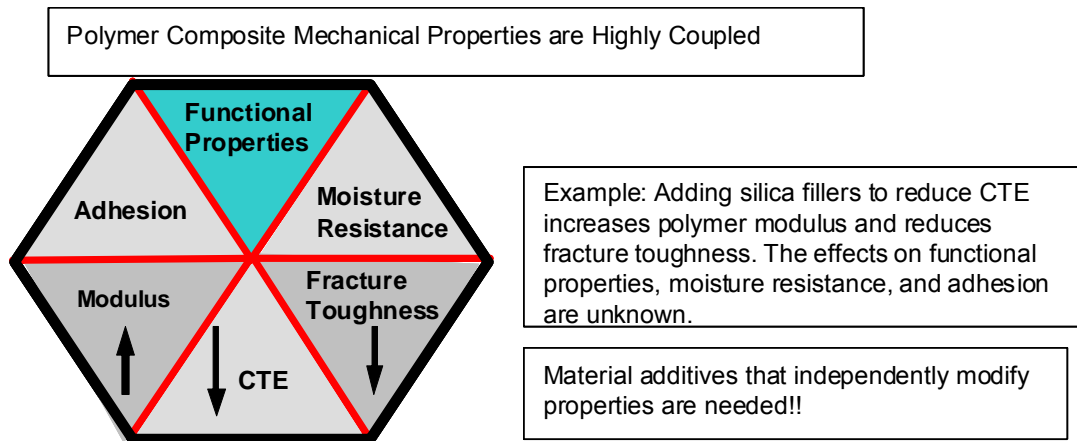 Polymer Composite Mechanical Properties are Highly Coupled
Functional
Properties
Adhesion
Moisture
Resistance
Modulus
CTE
Fracture
Toughness
Example: Adding silica fillers to reduce CTE
increases polymer modulus and reduces
fracture toughness. The effects on functional
properties, moisture resistance, and adhesion
are unknown.
Material additives that independently modify
properties are needed!!